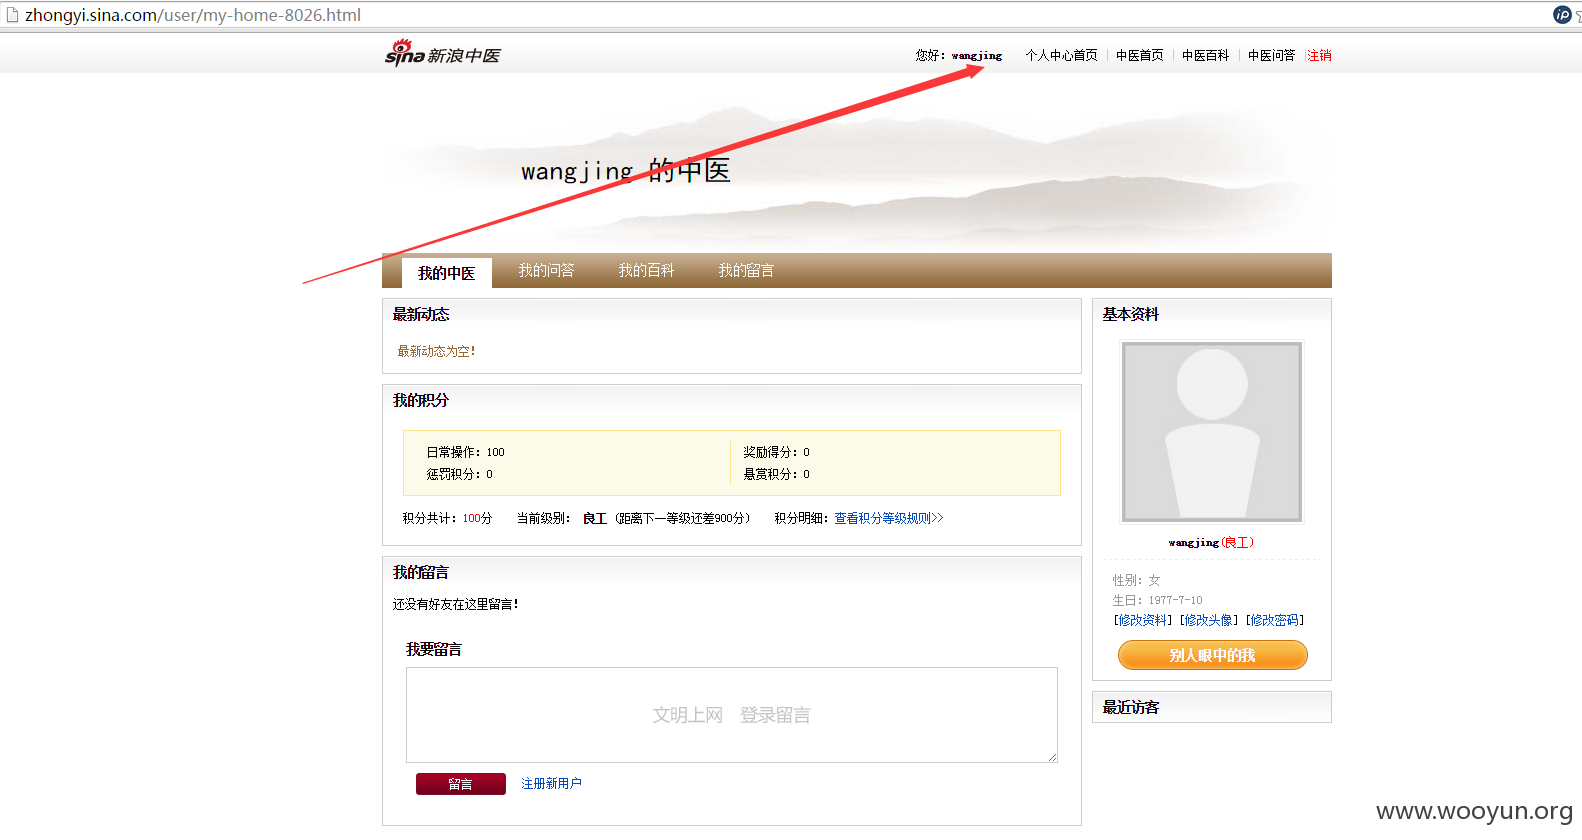 zhongyi.sina.com/user/my-home-8026.html
sina 新浪中医
您好：wangjing 个人中心首页 中医首页 中医百科 中医问答 注销
wangjing 的中医
我的中医 我的问答 我的百科 我的留言
最新动态
最新动态为空！
我的积分
日常操作：100 奖励得分：0
惩罚积分：0 悬赏积分：0
积分共计：100分 当前级别： 良工（距离下一等级还差900分） 积分明细：查看积分等级规则>>
我的留言
还没有好友在这里留言！
我要留言
文明上网 登录留言
留言 注册新用户
基本资料
wangjing(良工)
性别：女
生日：1977-7-10
[修改资料] [修改头像] [修改密码]
别人眼中的我
最近访客
www.wooyun.org